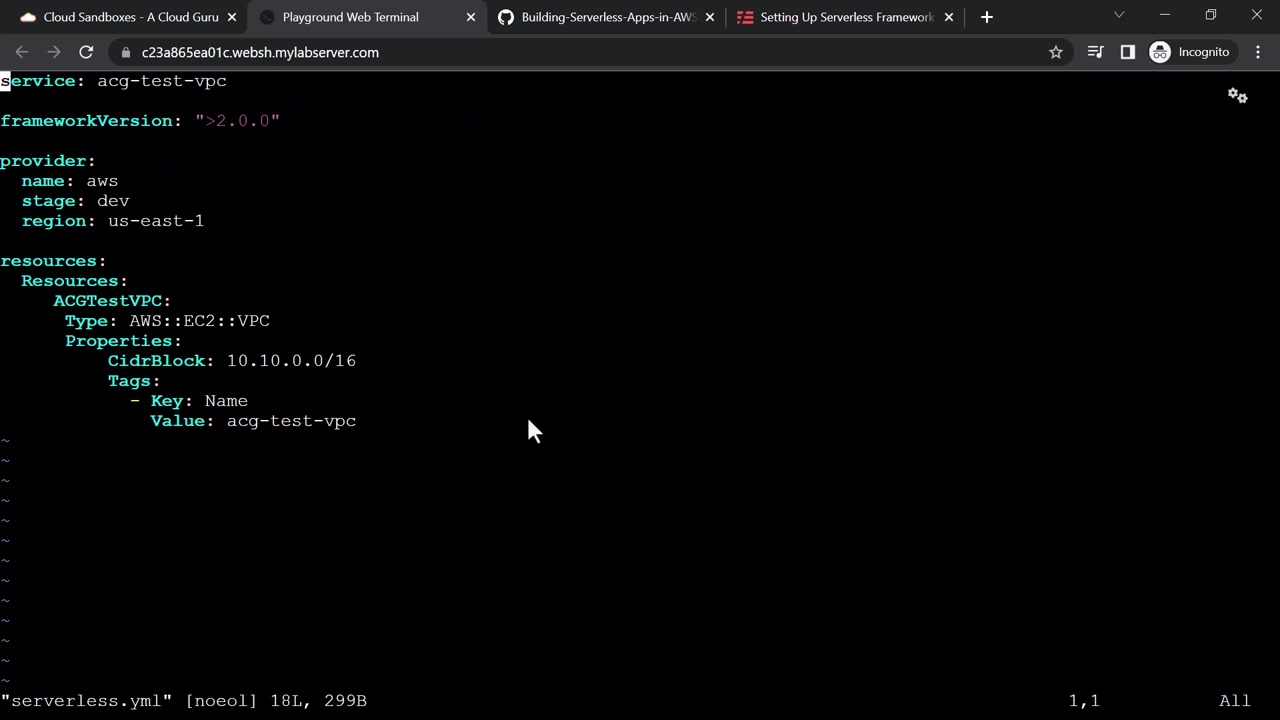 Cloud Sandboxes - A Cloud Guru
Playground Web Terminal
Building-Serverless-Apps-in-AWS
Setting Up Serverless Framework
c23a865ea01c.websh.mylabserver.com
Incognito
service: acg-test-vpc
frameworkVersion: ">2.0.0"
provider:
  name: aws
  stage: dev
  region: us-east-1
resources:
  Resources:
     ACGTestVPC:
      Type: AWS::EC2::VPC
      Properties:
          CidrBlock: 10.10.0.0/16
          Tags:
            - Key: Name
              Value: acg-test-vpc
~
~
~
~
~
~
~
~
~
~
~
~
~
"serverless.yml" [noeol] 18L, 299B 1,1 All